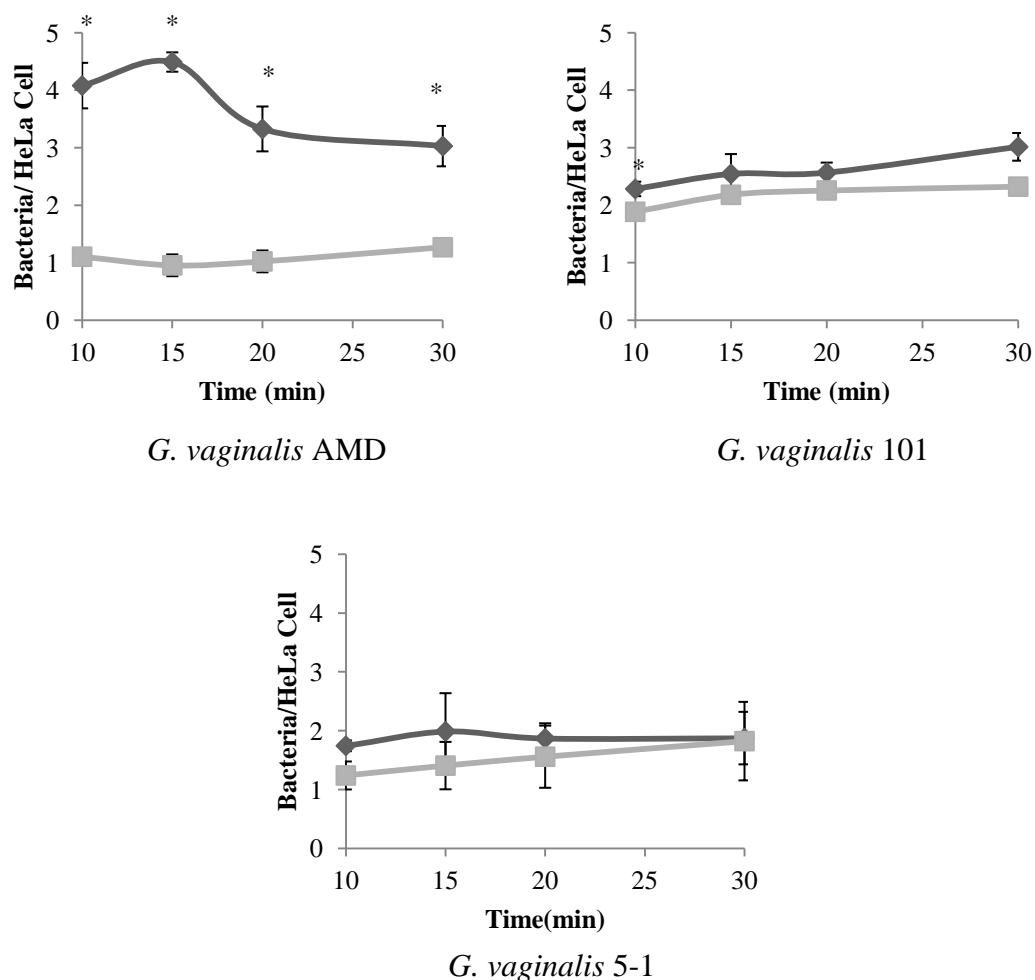 5
4
3
2
1
0
Bacteria/ HeLa Cell
* * * *
10 15 20 25 30
Time (min)
G. vaginalis AMD
5
4
3
2
1
0
Bacteria/HeLa Cell
*
10 15 20 25 30
Time (min)
G. vaginalis 101
5
4
3
2
1
0
Bacteria/HeLa Cell
10 15 20 25 30
Time(min)
G. vaginalis 5-1